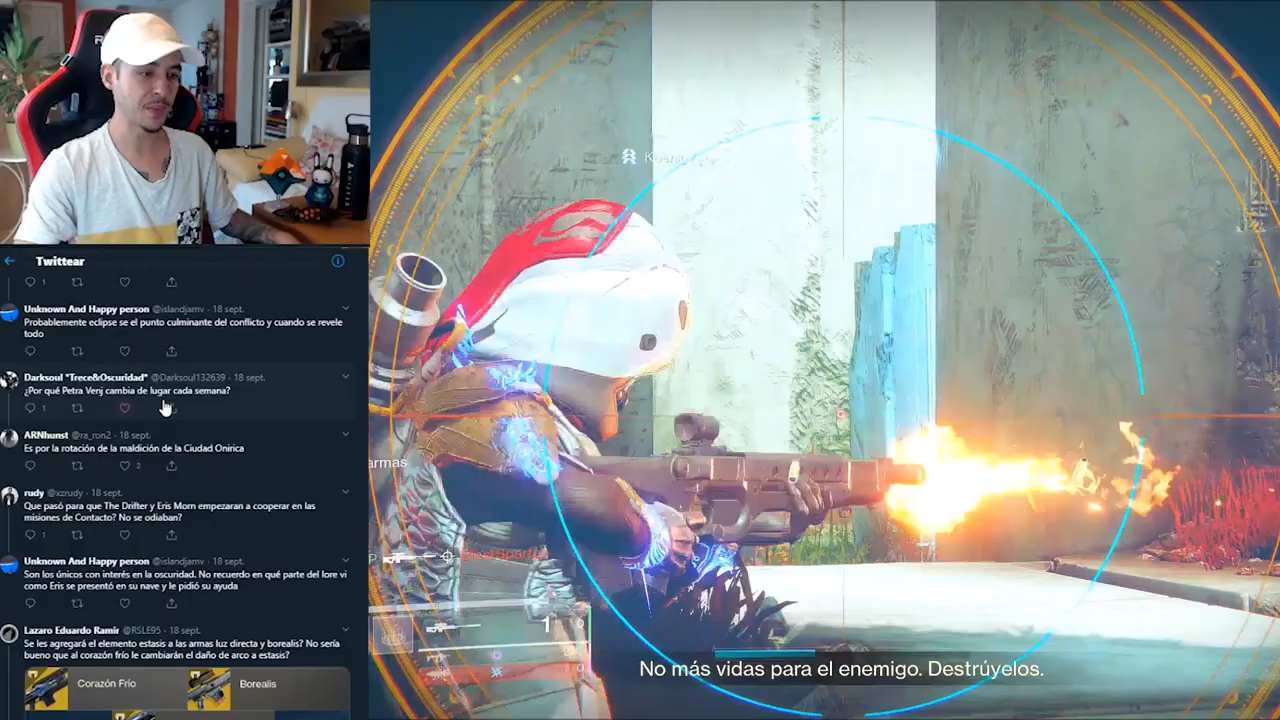 Twittear
1
Unknown And Happy person @islandjamv · 18 sept.
Probablemente eclipse se el punto culminante del conflicto y cuando se revele
todo
Darksoul *Trece&Oscuridad* @Darksoul132639 · 18 sept.
¿Por qué Petra Venj cambia de lugar cada semana?
1
ARNhunst @ra_ron2 · 18 sept.
Es por la rotación de la maldición de la Ciudad Onirica
2
rudy @xzrudy · 18 sept.
Que pasó para que The Drifter y Eris Morn empezaran a cooperar en las
misiones de Contacto? No se odiaban?
1
Unknown And Happy person @islandjamv · 18 sept.
Son los únicos con interés en la oscuridad. No recuerdo en qué parte del lore vi
como Eris se presentó en su nave y le pidió su ayuda
Lazaro Eduardo Ramir @RSLE95 · 18 sept.
Se les agregará el elemento estasis a las armas luz directa y borealis? No sería
bueno que al corazón frío le cambiarán el daño de arco a estasis?
Corazón Frío
Borealis
armas
1
No más vidas para el enemigo. Destrúyelos.